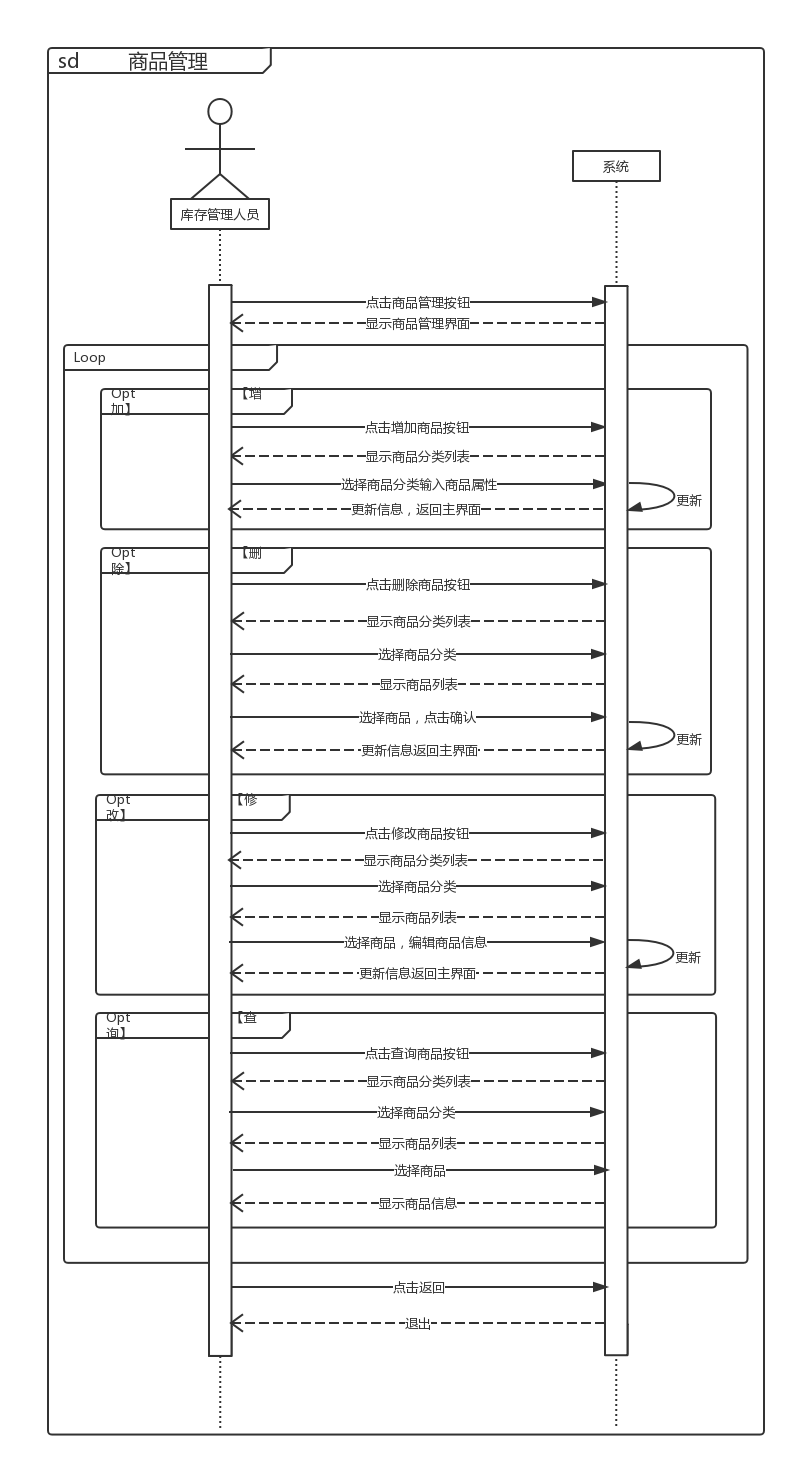 sd 商品管理
系统
库存管理人员
点击商品管理按钮
显示商品管理界面
Loop
Opt 【增
加】
点击增加商品按钮
显示商品分类列表
选择商品分类输入商品属性
更新
更新信息，返回主界面
Opt 【删
除】
点击删除商品按钮
显示商品分类列表
选择商品分类
显示商品列表
选择商品，点击确认
更新
更新信息返回主界面
Opt 【修
改】
点击修改商品按钮
显示商品分类列表
选择商品分类
显示商品列表
选择商品，编辑商品信息
更新
更新信息返回主界面
Opt 【查
询】
点击查询商品按钮
显示商品分类列表
选择商品分类
显示商品列表
选择商品
显示商品信息
点击返回
退出